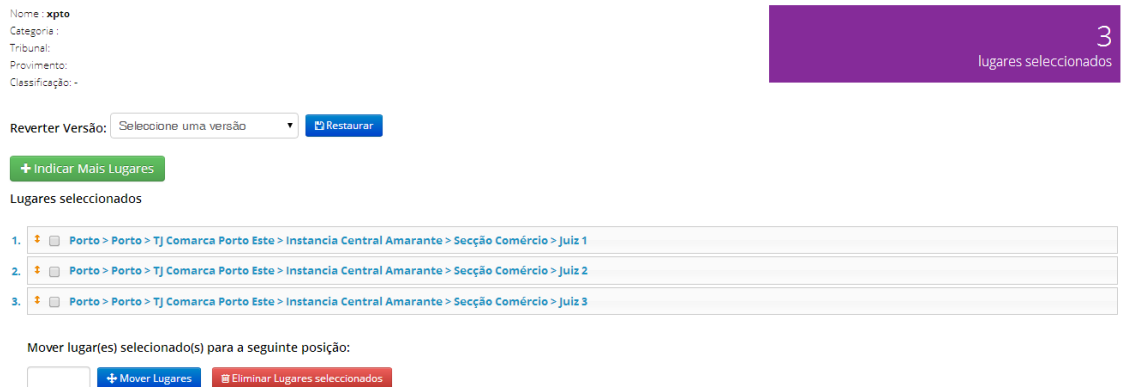 Nome : xpto
Categoria :
Tribunal:
Provimento:
Classificação: -
3
lugares seleccionados
Reverter Versão: Seleccione uma versão Restaurar
Indicar Mais Lugares
Lugares seleccionados
1. Porto > Porto > TJ Comarca Porto Este > Instancia Central Amarante > Secção Comércio > Juiz 1
2. Porto > Porto > TJ Comarca Porto Este > Instancia Central Amarante > Secção Comércio > Juiz 2
3. Porto > Porto > TJ Comarca Porto Este > Instancia Central Amarante > Secção Comércio > Juiz 3
Mover lugar(es) selecionado(s) para a seguinte posição:
Mover Lugares Eliminar Lugares seleccionados